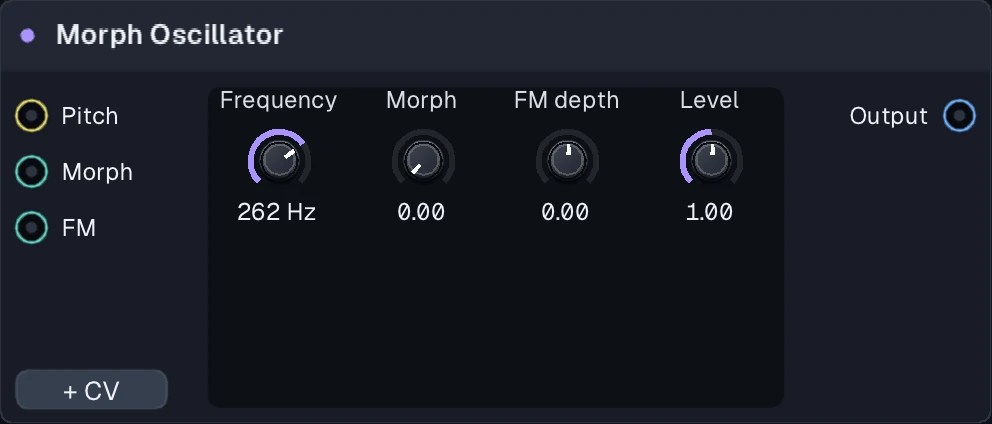 Morph Oscillator
Pitch
Morph
FM
Frequency Morph FM depth Level
262 Hz 0.00 0.00 1.00
Output
+ CV